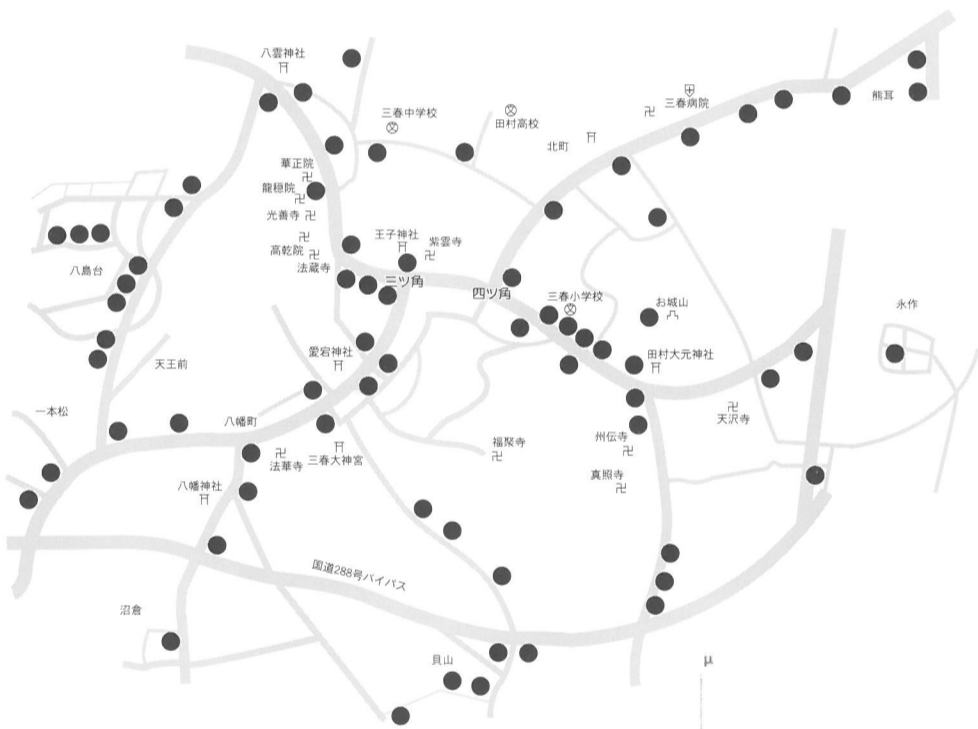 八雲神社
三春中学校
田村高校
三春病院
熊耳
北町
華正院
龍穏院
光善寺
高乾院
法蔵寺
王子神社
紫雲寺
三ツ角
四ツ角
三春小学校
お城山
永作
八島台
天王前
愛宕神社
田村大元神社
天沢寺
一本松
八幡町
法華寺
三春大神宮
福聚寺
州伝寺
真照寺
八幡神社
国道288号バイパス
沼倉
貝山